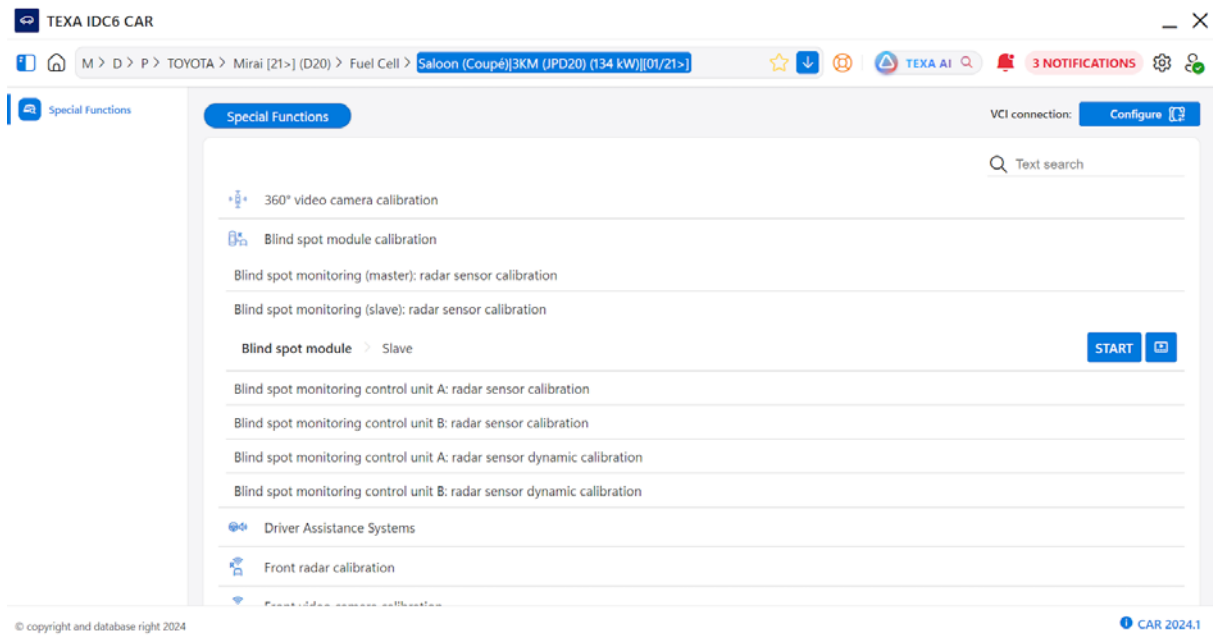 TEXA IDC6 CAR
M > D > P > TOYOTA > Mirai [21>] (D20) > Fuel Cell > Saloon (Coupé)|3KM (JPD20) (134 kW)|[01/21>]
TEXA AI
3 NOTIFICATIONS
Special Functions
Special Functions
VCI connection:
Configure
Text search
360° video camera calibration
Blind spot module calibration
Blind spot monitoring (master): radar sensor calibration
Blind spot monitoring (slave): radar sensor calibration
Blind spot module > Slave
START
Blind spot monitoring control unit A: radar sensor calibration
Blind spot monitoring control unit B: radar sensor calibration
Blind spot monitoring control unit A: radar sensor dynamic calibration
Blind spot monitoring control unit B: radar sensor dynamic calibration
Driver Assistance Systems
Front radar calibration
Front video camera calibration
© copyright and database right 2024
CAR 2024.1